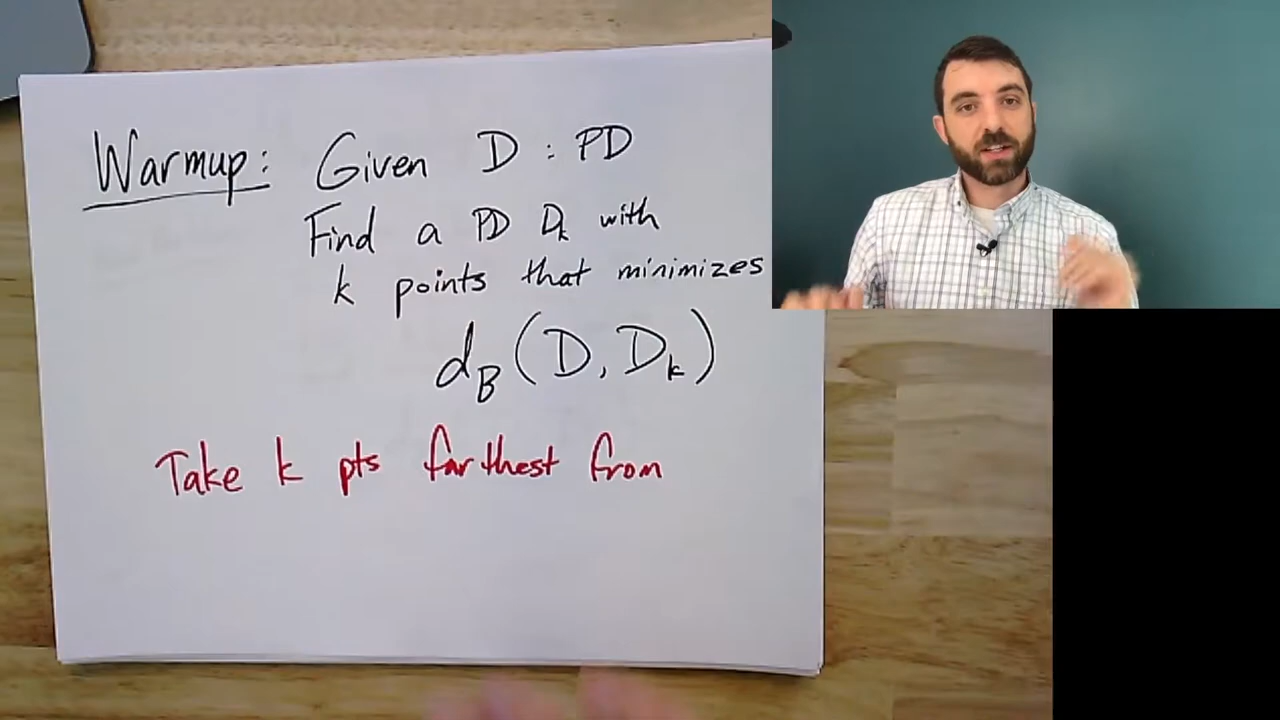 Warmup: Given D : PD
Find a PD Dk with
k points that minimizes
dB(D, Dk)
Take k pts farthest from